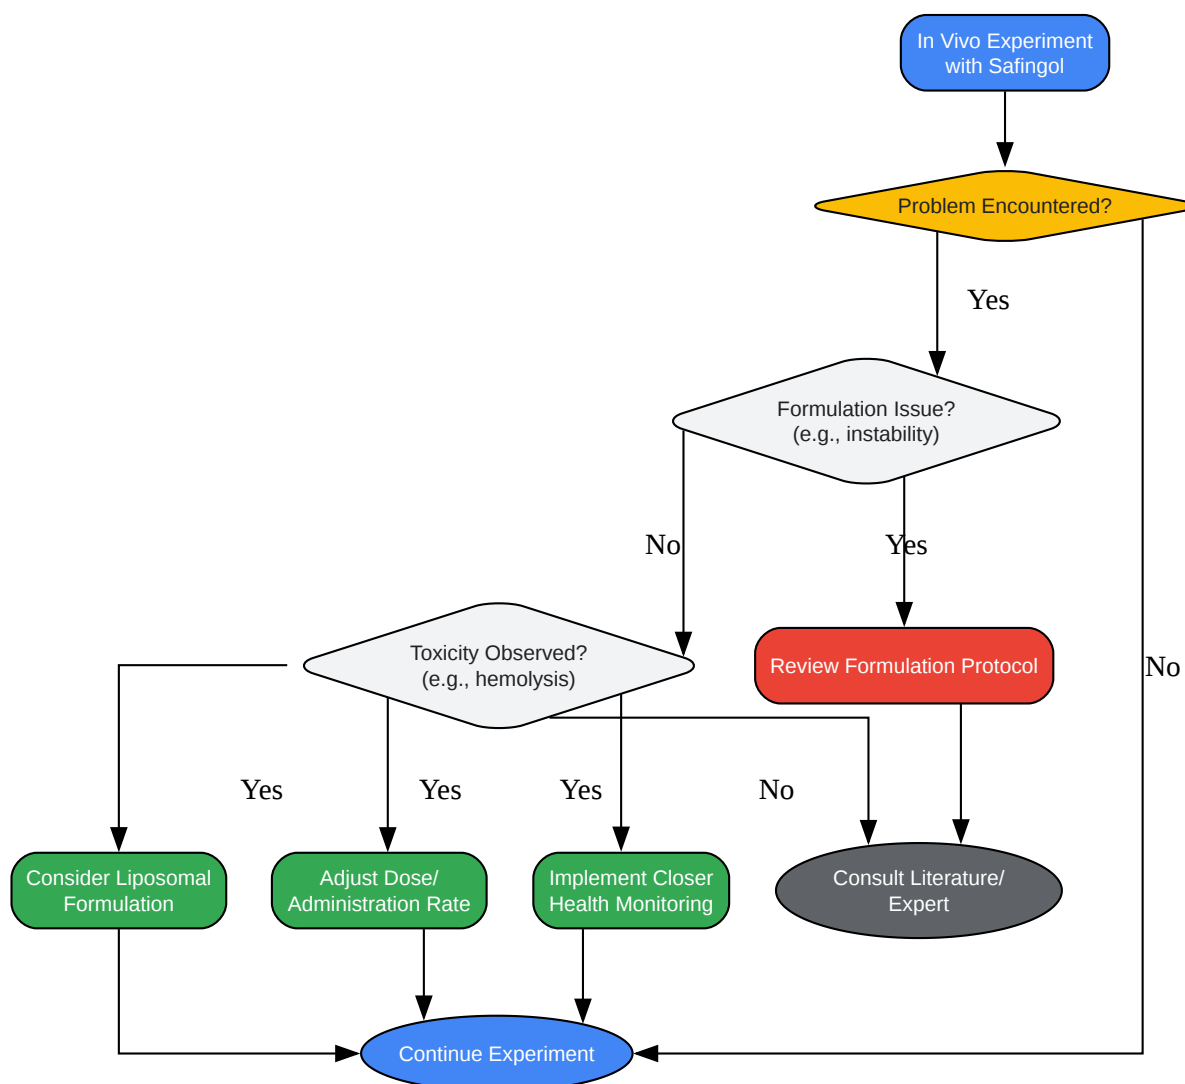 In Vivo Experiment
with Safingol
Problem Encountered?
Yes
Formulation Issue?
(e.g., instability)
No
Yes
Toxicity Observed?
(e.g., hemolysis)
Review Formulation Protocol
No
Yes
Yes
Yes
No
Consider Liposomal
Formulation
Adjust Dose/
Administration Rate
Implement Closer
Health Monitoring
Consult Literature/
Expert
Continue Experiment